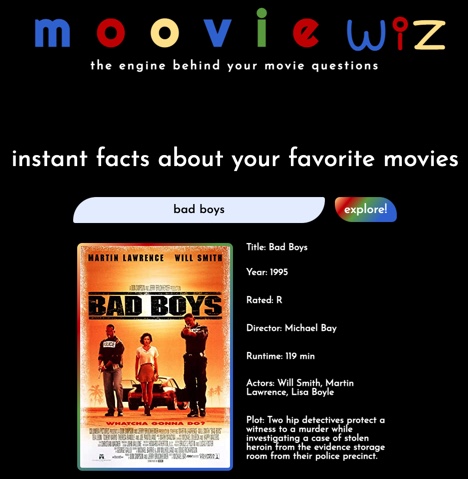 moovie wiz
the engine behind your movie questions
instant facts about your favorite movies
bad boys
explore!
MARTIN LAWRENCE WILL SMITH
BAD BOYS
WHATCHA GONNA DO?
Title: Bad Boys
Year: 1995
Rated: R
Director: Michael Bay
Runtime: 119 min
Actors: Will Smith, Martin
Lawrence, Lisa Boyle
Plot: Two hip detectives protect a
witness to a murder while
investigating a case of stolen
heroin from the evidence storage
room from their police precinct.